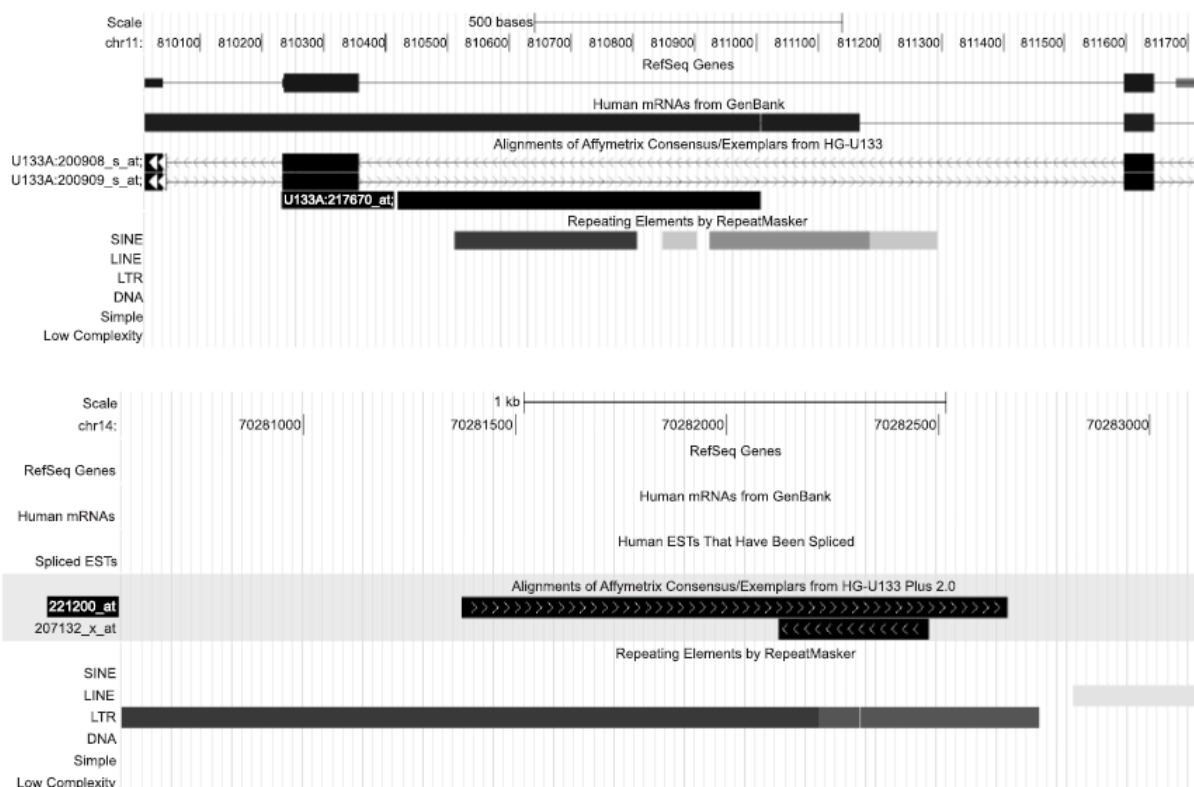 Scale 500 bases
chr11: 810100 810200 810300 810400 810500 810600 810700 810800 810900 811000 811100 811200 811300 811400 811500 811600 811700
RefSeq Genes
Human mRNAs from GenBank
Alignments of Affymetrix Consensus/Exemplars from HG-U133
U133A:200908_s_at;
U133A:200909_s_at;
U133A:217670_at;
Repeating Elements by RepeatMasker
SINE
LINE
LTR
DNA
Simple
Low Complexity
Scale 1 kb
chr14: 70281000 70281500 70282000 70282500 70283000
RefSeq Genes
RefSeq Genes
Human mRNAs from GenBank
Human mRNAs
Human ESTs That Have Been Spliced
Spliced ESTs
Alignments of Affymetrix Consensus/Exemplars from HG-U133 Plus 2.0
221200_at
207132_x_at
Repeating Elements by RepeatMasker
SINE
LINE
LTR
DNA
Simple
Low Complexity